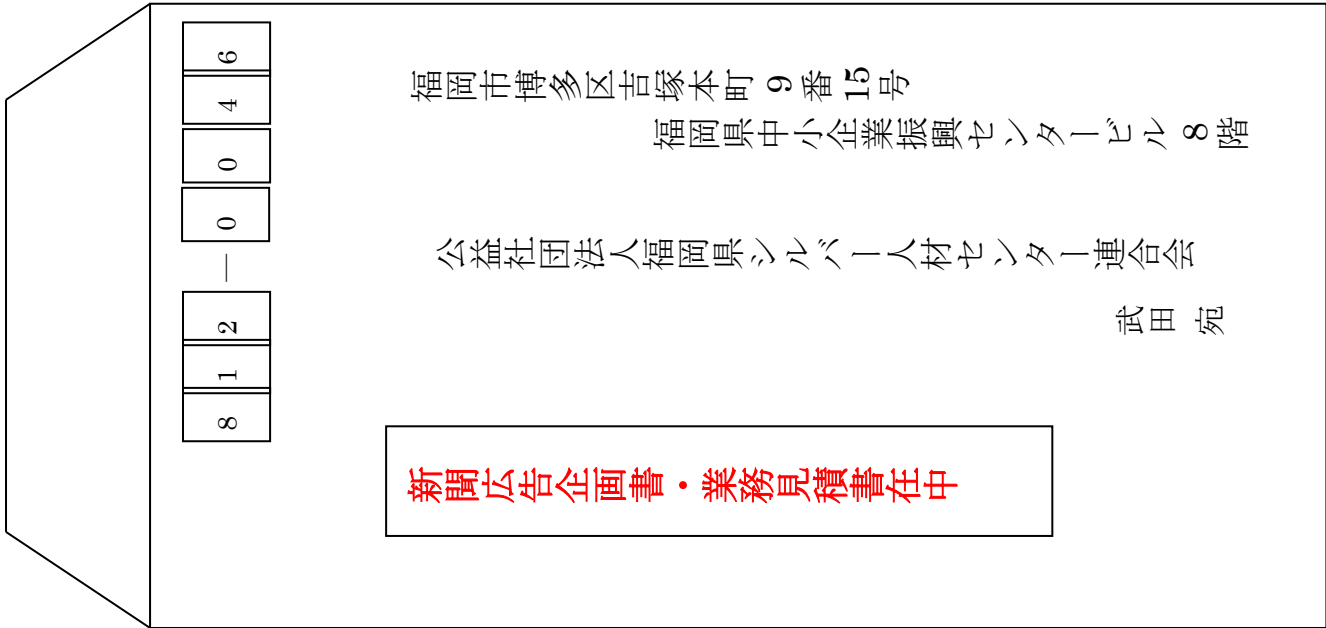 812-0046
福岡市博多区吉塚本町9番15号
福岡県中小企業振興センタービル8階
公益社団法人福岡県シルバー人材センター連合会
武田 宛
新聞広告企画書・業務見積書在中